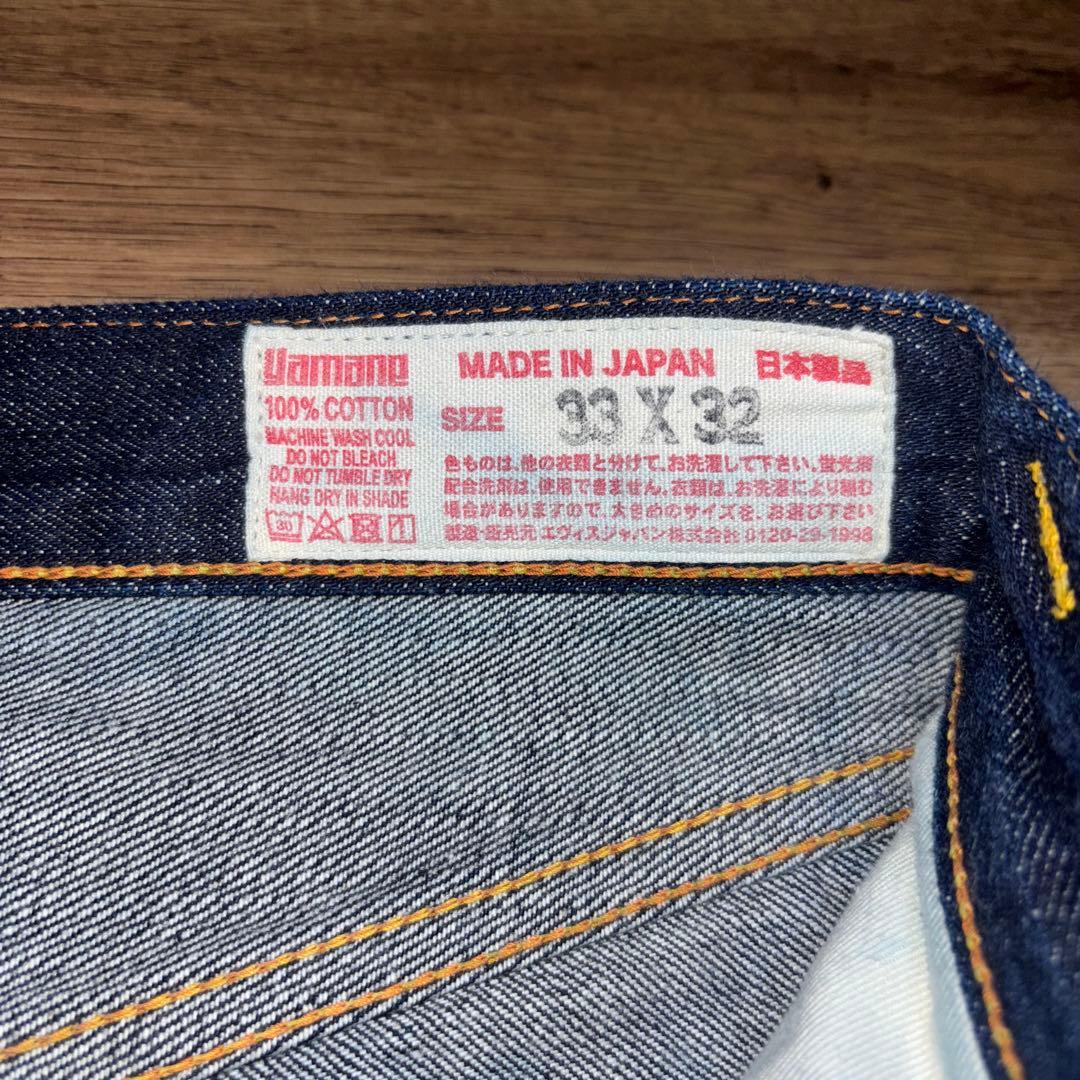 Yamane
100% COTTON
MACHINE WASH COOL
DO NOT BLEACH
DO NOT TUMBLE DRY
HANG DRY IN SHADE
30
MADE IN JAPAN 日本製品
SIZE 33 X 32
色ものは、他の衣類と分けて、お洗濯して下さい。蛍光剤
配合洗剤は、使用できません。衣類は、お洗濯により縮む
場合がありますので、大きめのサイズを、お選び下さい
製造・販売元 エヴィスジャパン株式会社 0120-29-1998